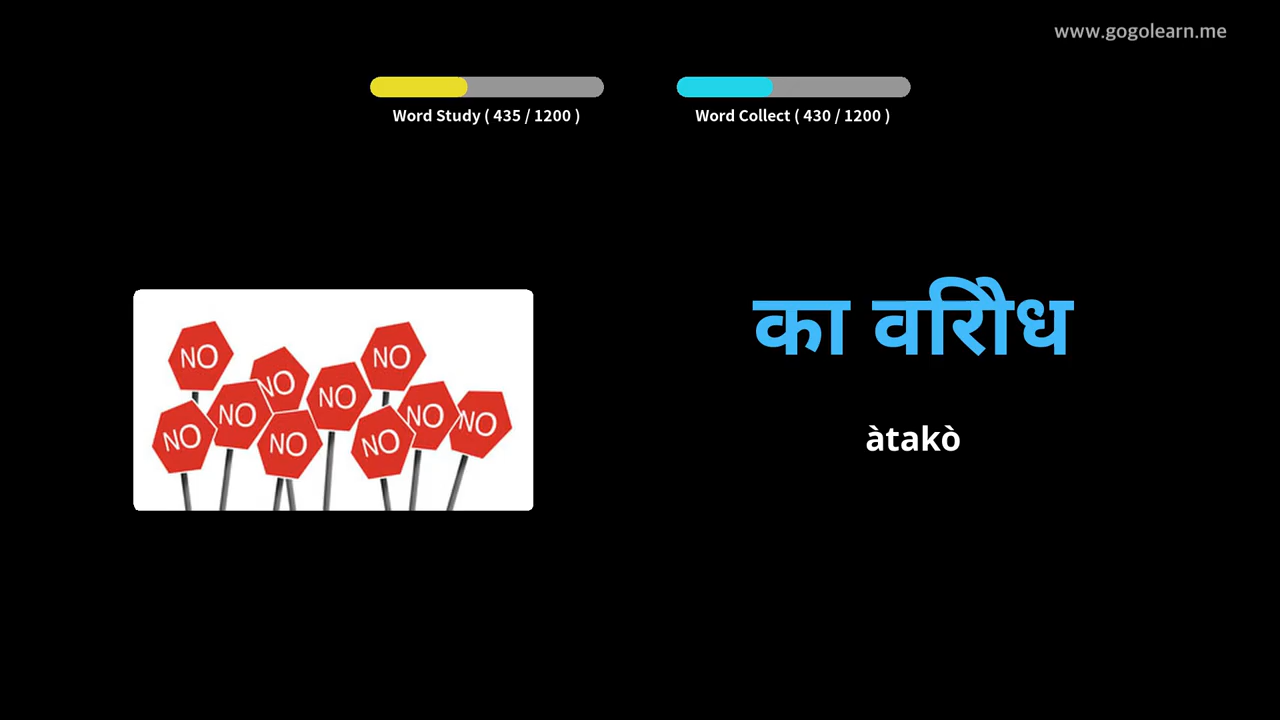 www.gogolearn.me
Word Study ( 435 / 1200 )
Word Collect ( 430 / 1200 )
NO
NO
NO
NO
NO
NO
NO
NO
NO
NO
का वरिोध
àtakò